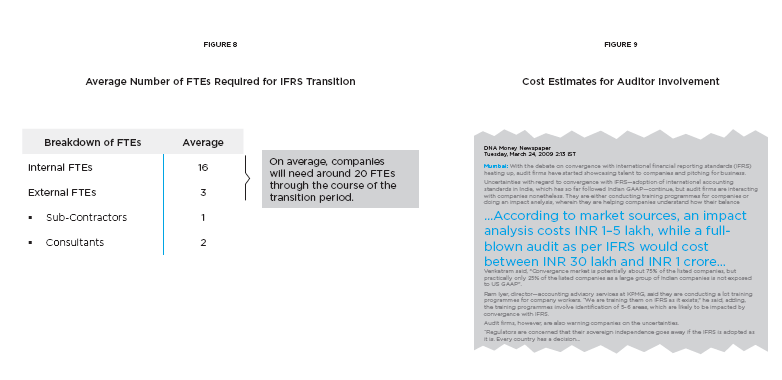 FIGURE 8
Average Number of FTEs Required for IFRS Transition
Breakdown of FTEs Average
Internal FTEs 16
External FTEs 3
▪ Sub-Contractors 1
▪ Consultants 2
On average, companies
will need around 20 FTEs
through the course of the
transition period.
FIGURE 9
Cost Estimates for Auditor Involvement
DNA Money Newspaper
Tuesday, March 24, 2009 2:13 IST
Mumbai: With the debate on convergence with international financial reporting standards (IFRS)
heating up, audit firms have started showcasing talent to companies and pitching for business.
Uncertainties with regard to convergence with IFRS—adoption of international accounting
standards in India, which has so far followed Indian GAAP—continue, but audit firms are interacting
with companies nonetheless. They are either conducting training programmes for companies or
doing an impact analysis, wherein they are helping companies understand how their balance
...According to market sources, an impact
analysis costs INR 1–5 lakh, while a full-
blown audit as per IFRS would cost
between INR 30 lakh and INR 1 crore...
Venkatram said, "Convergence market is potentially about 75% of the listed companies, but
practically only 25% of the listed companies as a large group of Indian companies is not exposed
to US GAAP".
Ram Iyer, director—accounting advisory services at KPMG, said they are conducting a lot training
programmes for company workers. "We are training them on IFRS as it exists," he said, adding,
the training programmes involve identification of 5–6 areas, which are likely to be impacted by
convergence with IFRS.
Audit firms, however, are also warning companies on the uncertainties.
"Regulators are concerned that their sovereign independence goes away if the IFRS is adopted as
it is. Every country has a decision...